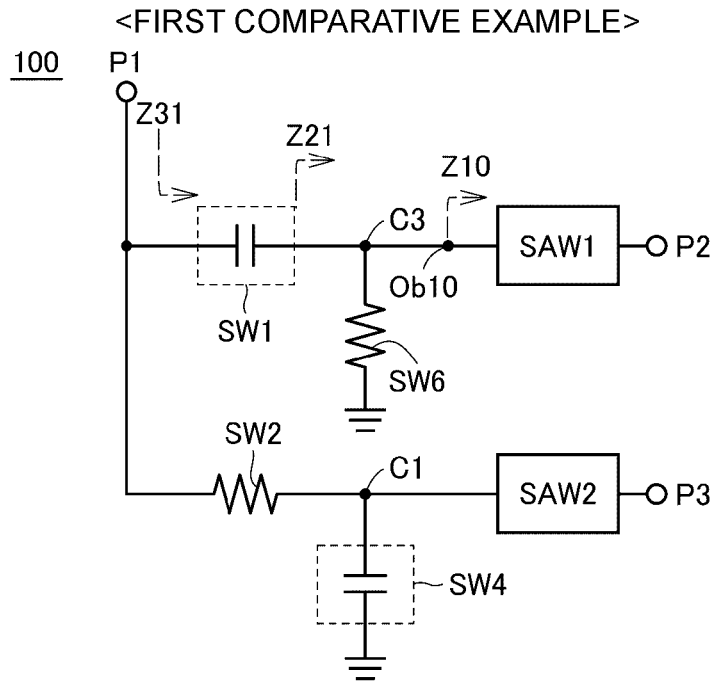 <FIRST COMPARATIVE EXAMPLE>
100
P1
Z31
Z21
Z10
C3
SAW1
P2
Ob10
SW1
SW6
SW2
C1
SAW2
P3
SW4